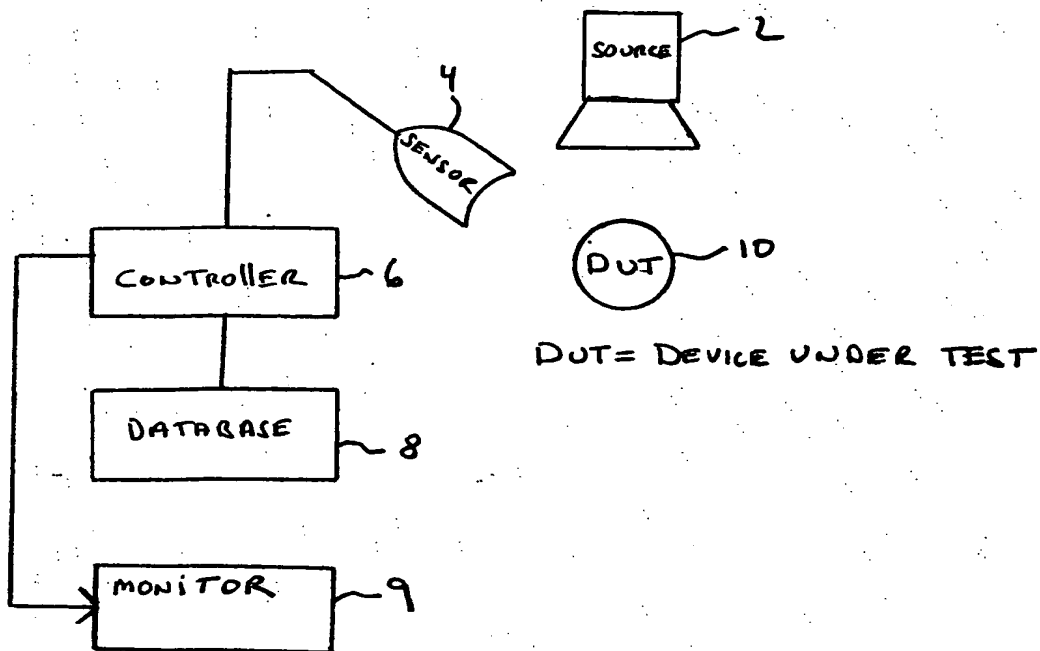 SOURCE
2
4
SENSOR
CONTROllER
6
DUT
10
DUT= DEVICE UNDER TEST
DATABASE
8
MONiTOR
9